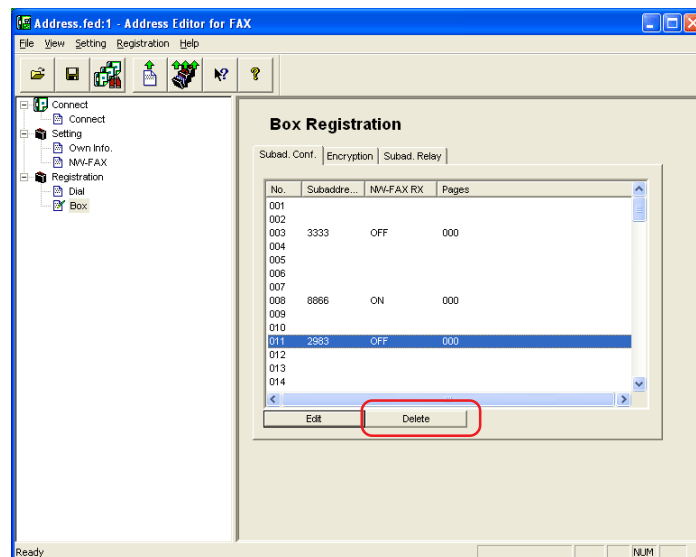 Address.fed:1 - Address Editor for FAX
File View Setting Registration Help
Connect
Connect
Setting
Own Info.
NW-FAX
Registration
Dial
Box
Box Registration
Subad. Conf. Encryption Subad. Relay
No. Subaddre... NW-FAX RX Pages
001
002
003 3333 OFF 000
004
005
006
007
008 8866 ON 000
009
010
011 2983 OFF 000
012
013
014
Edit Delete
Ready NUM